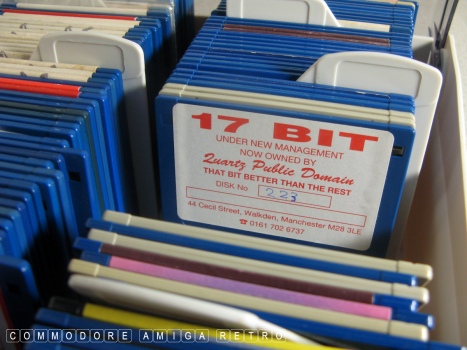 17 BIT
UNDER NEW MANAGEMENT
NOW OWNED BY
Quartz Public Domain
THAT BIT BETTER THAN THE REST
DISK No 223
44 Cecil Street, Walkden, Manchester M28 3LE
☎ 0161 702 6737
COMMODORE AMIGA RETRO